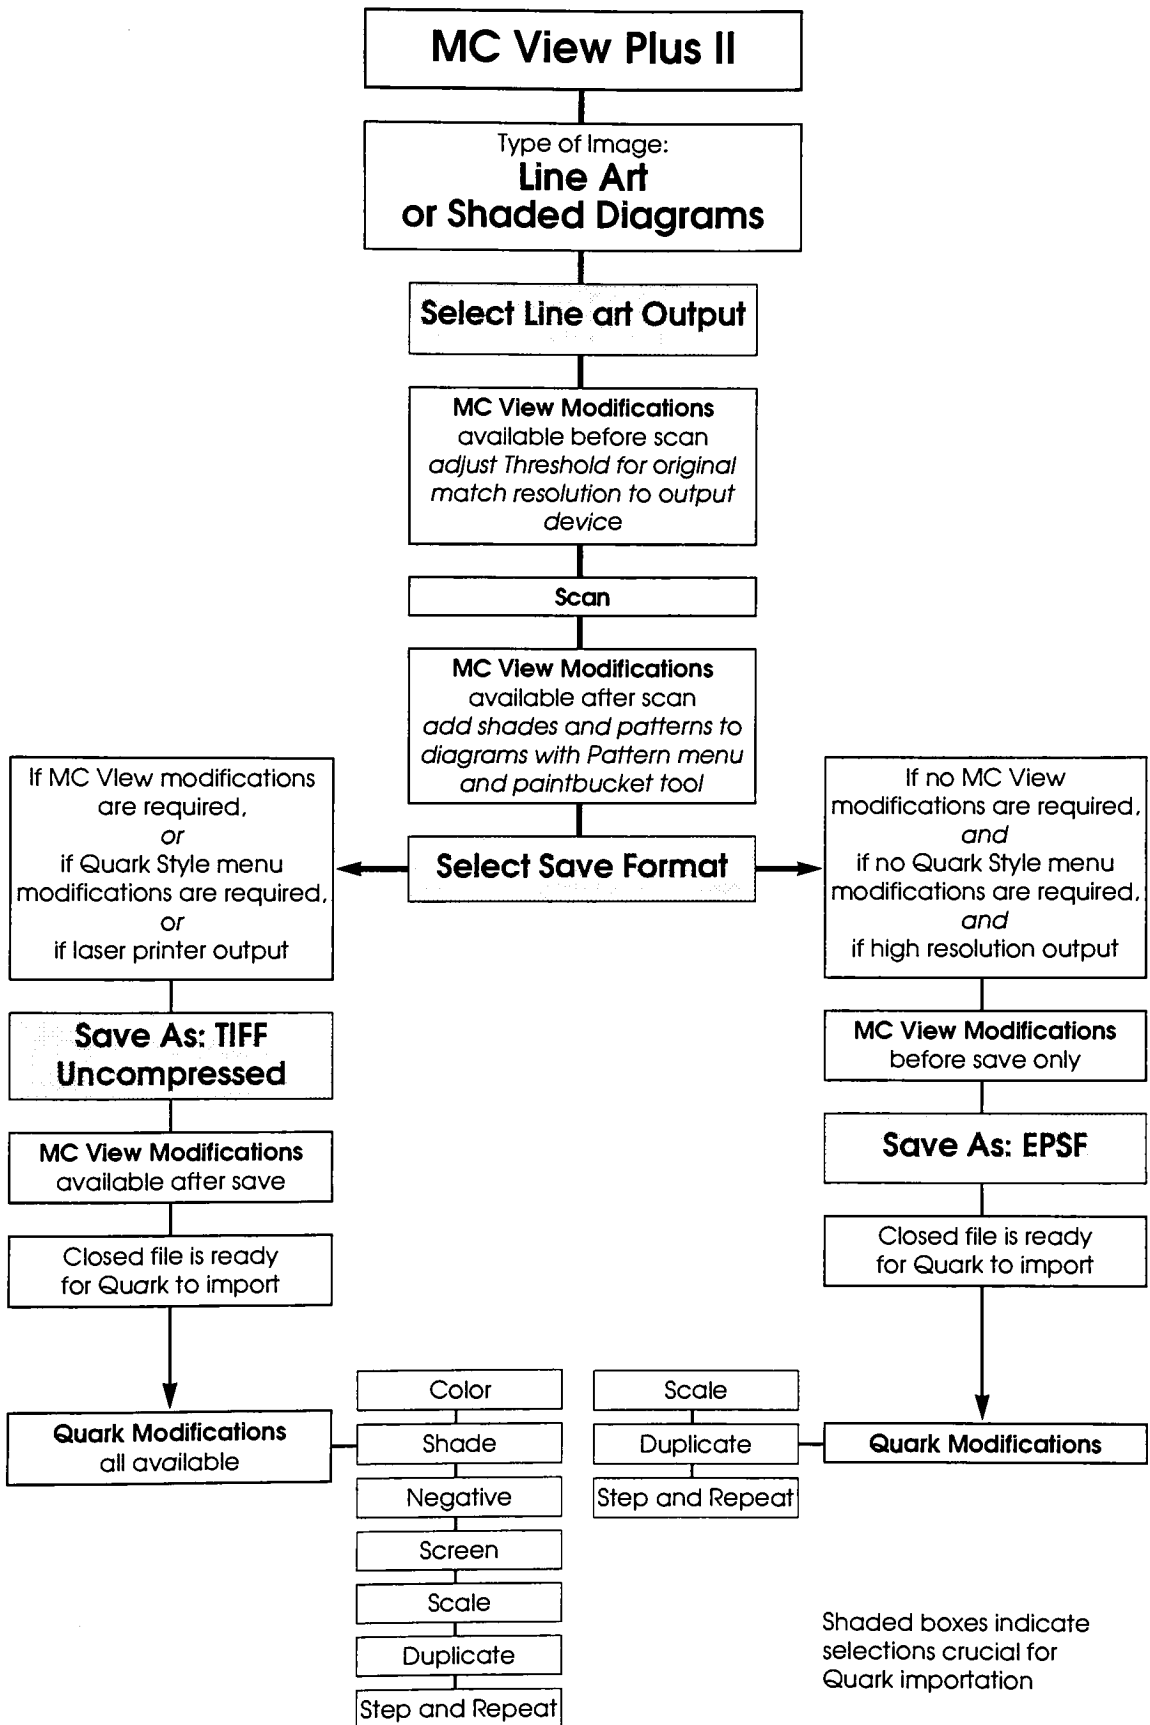 MC View Plus II
Type of Image:
Line Art
or Shaded Diagrams
Select Line art Output
MC View Modifications
available before scan
adjust Threshold for original
match resolution to output
device
Scan
MC View Modifications
available after scan
add shades and patterns to
diagrams with Pattern menu
and paintbucket tool
Select Save Format
If MC VIew modifications
are required,
or
if Quark Style menu
modifications are required,
or
if laser printer output
Save As: TIFF
Uncompressed
MC View Modifications
available after save
Closed file is ready
for Quark to import
Quark Modifications
all available
Color
Shade
Negative
Screen
Scale
Duplicate
Step and Repeat
If no MC View
modifications are required,
and
if no Quark Style menu
modifications are required,
and
if high resolution output
MC View Modifications
before save only
Save As: EPSF
Closed file is ready
for Quark to import
Quark Modifications
Scale
Duplicate
Step and Repeat
Shaded boxes indicate
selections crucial for
Quark importation